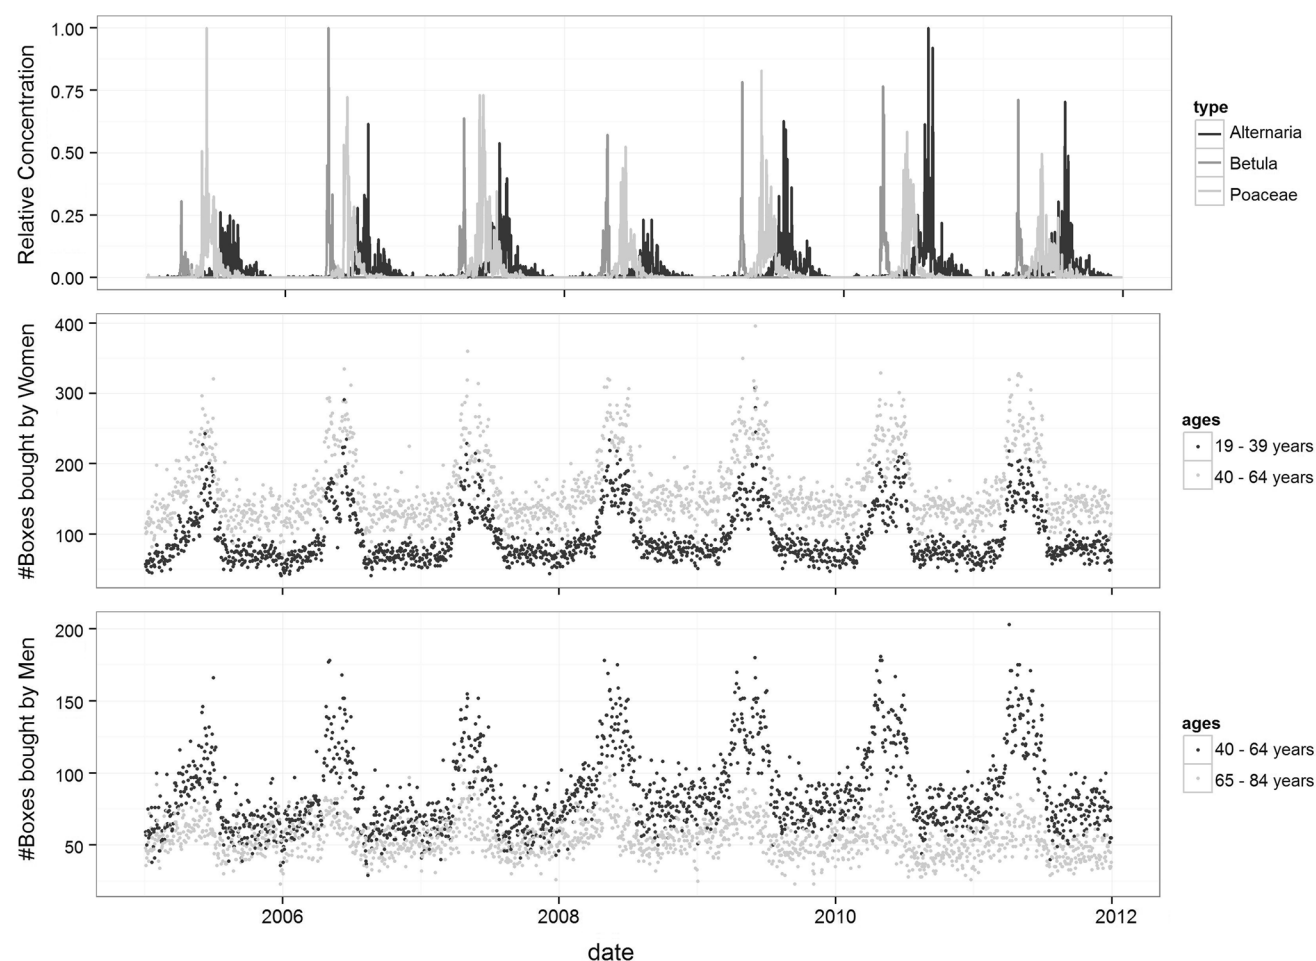 Relative Concentration
1.00
0.75
0.50
0.25
0.00
type
Alternaria
Betula
Poaceae
#Boxes bought by Women
400
300
200
100
ages
19 - 39 years
40 - 64 years
#Boxes bought by Men
200
150
100
50
ages
40 - 64 years
65 - 84 years
2006 2008 2010 2012
date